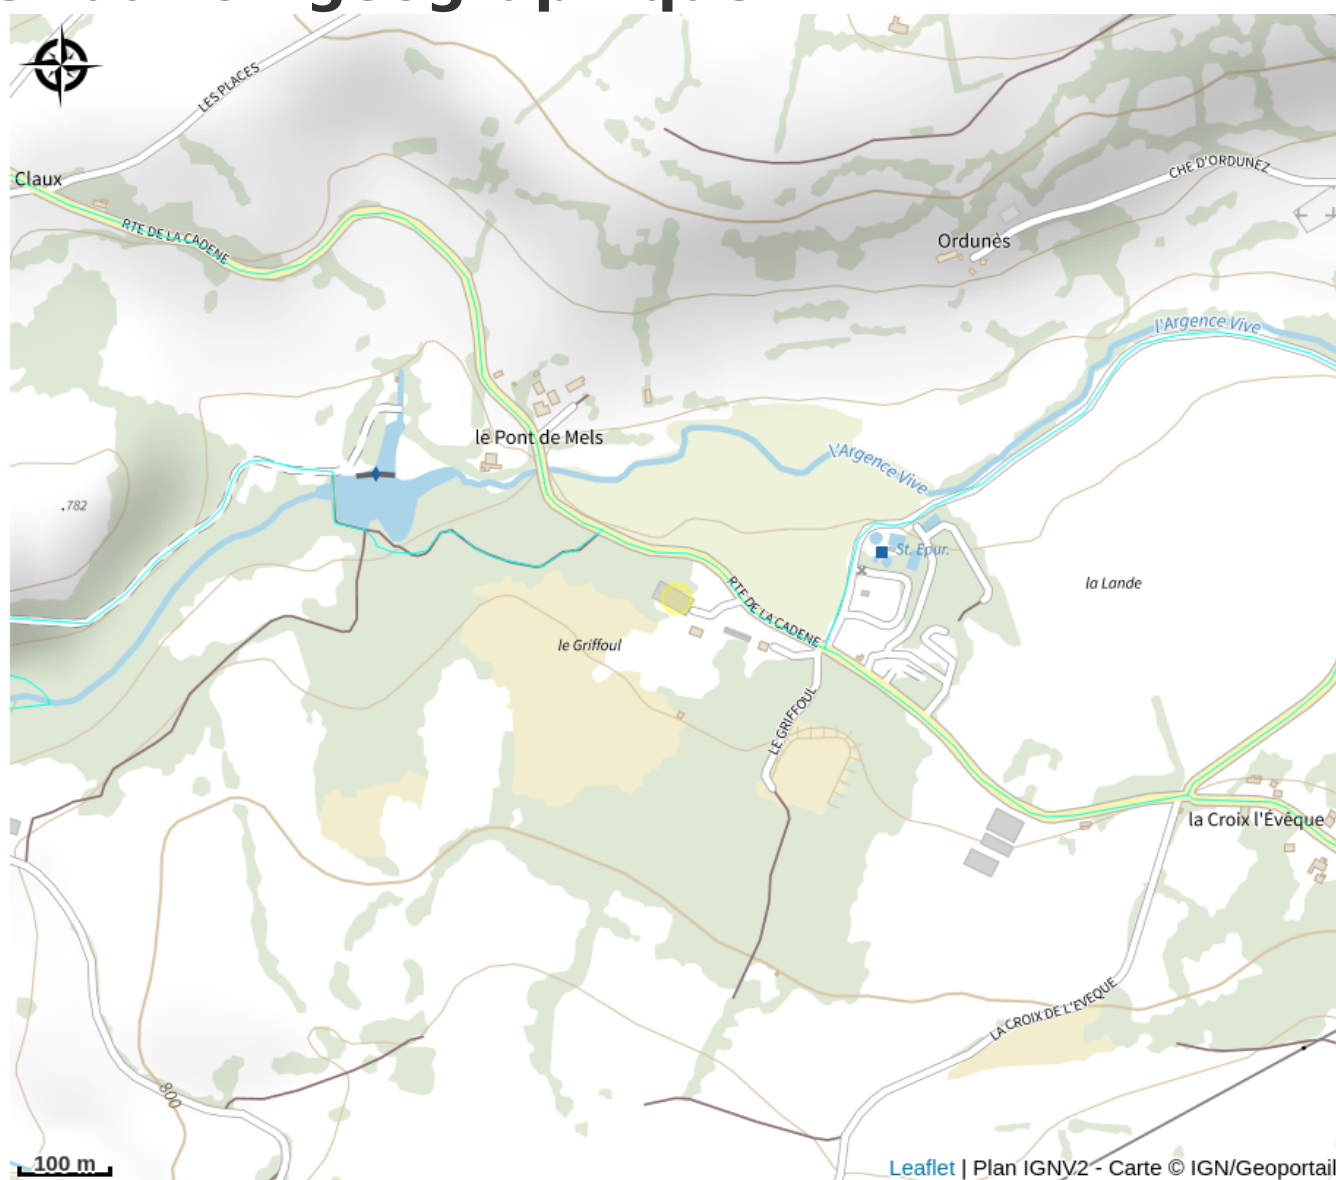 LES PLACES
CHE D'ORDUNEZ
Claux
RTE DE LA CADENE
Ordunès
l'Argence Vive
le Pont de Mels
l'Argence Vive
.782
St. Epur.
la Lande
RTE DE LA CADENE
le Griffoul
LE GRIFFOUL
la Croix l'Évêque
LA CROIX DE L'EVEQUE
800
100 m
Leaflet | Plan IGNV2 - Carte © IGN/Geoportail